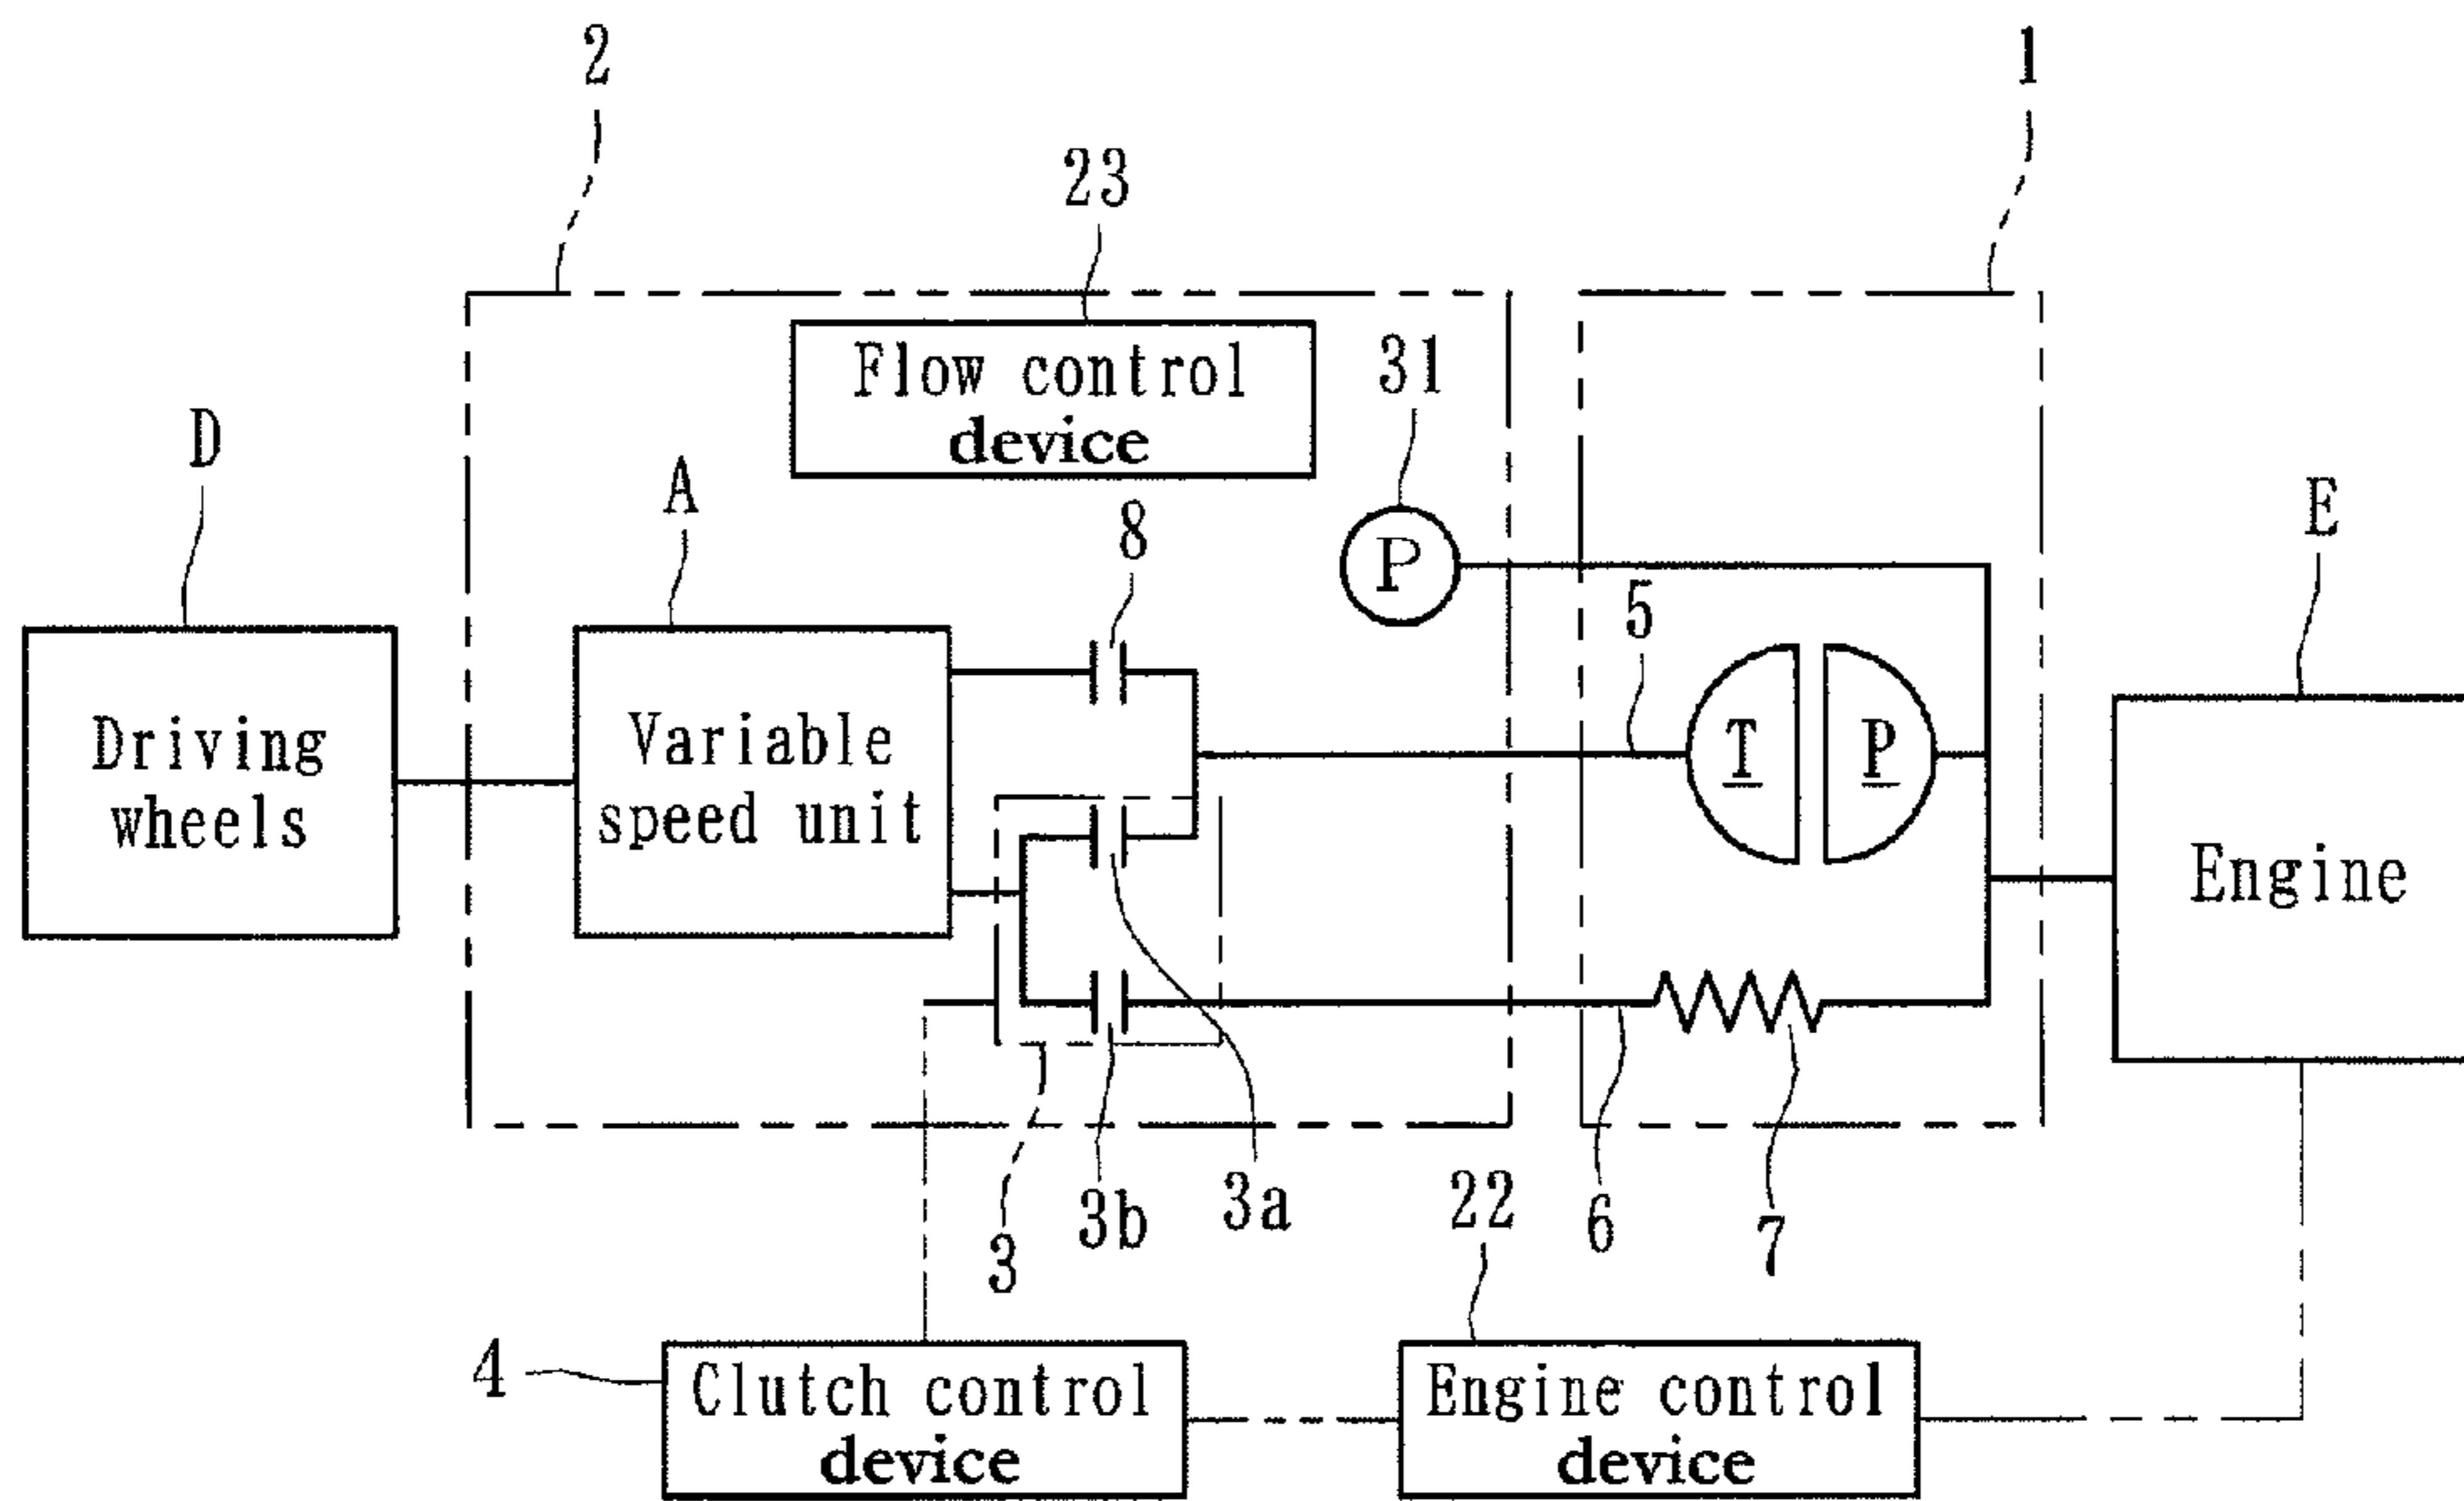 2
1
23
Flow control
device
31
D
A
8
5
E
P
Driving
wheels
Variable
speed unit
T
P
Engine
3
3b
3a
22
6
7
4
Clutch control
device
Engine control
device